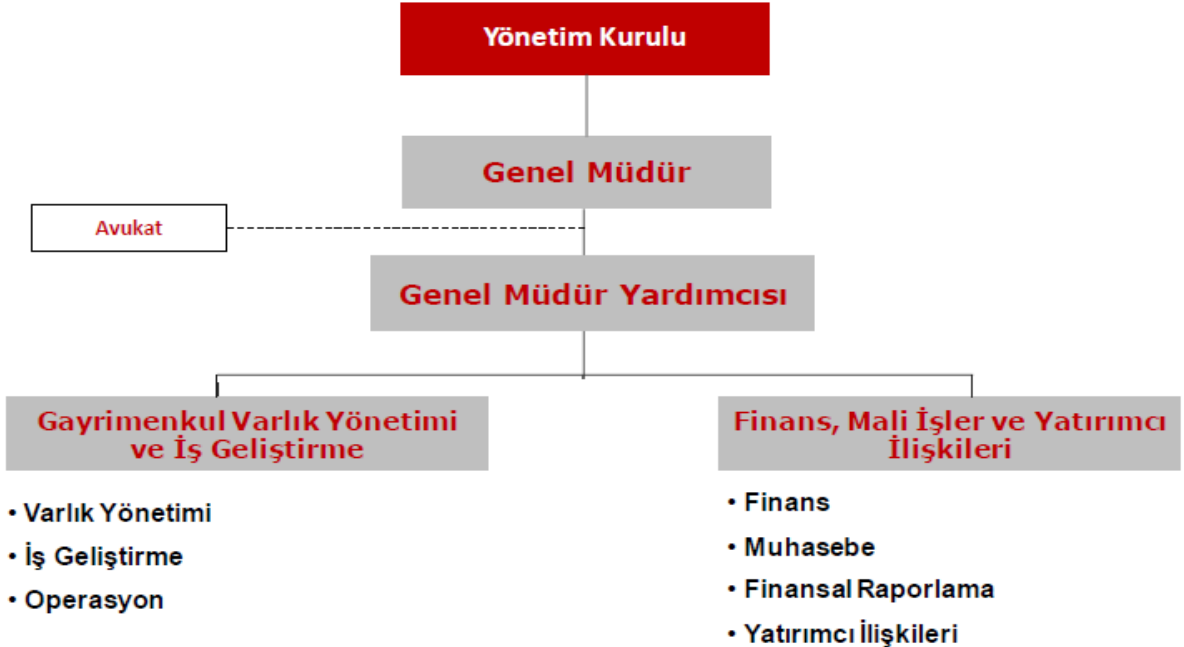 Yönetim Kurulu
Genel Müdür
Avukat
Genel Müdür Yardımcısı
Gayrimenkul Varlık Yönetimi
ve İş Geliştirme
• Varlık Yönetimi
• İş Geliştirme
• Operasyon
Finans, Mali İşler ve Yatırımcı
İlişkileri
• Finans
• Muhasebe
• Finansal Raporlama
• Yatırımcı İlişkileri